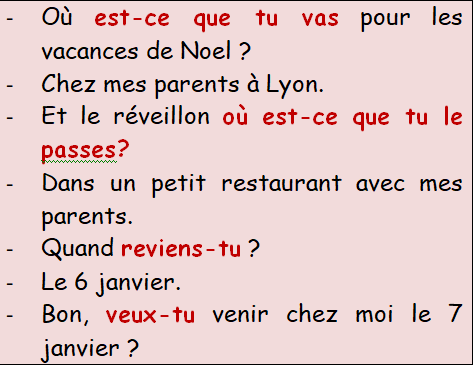 - Où est-ce que tu vas pour les
vacances de Noel ?
- Chez mes parents à Lyon.
- Et le réveillon où est-ce que tu le
passes?
- Dans un petit restaurant avec mes
parents.
- Quand reviens-tu ?
- Le 6 janvier.
- Bon, veux-tu venir chez moi le 7
janvier ?